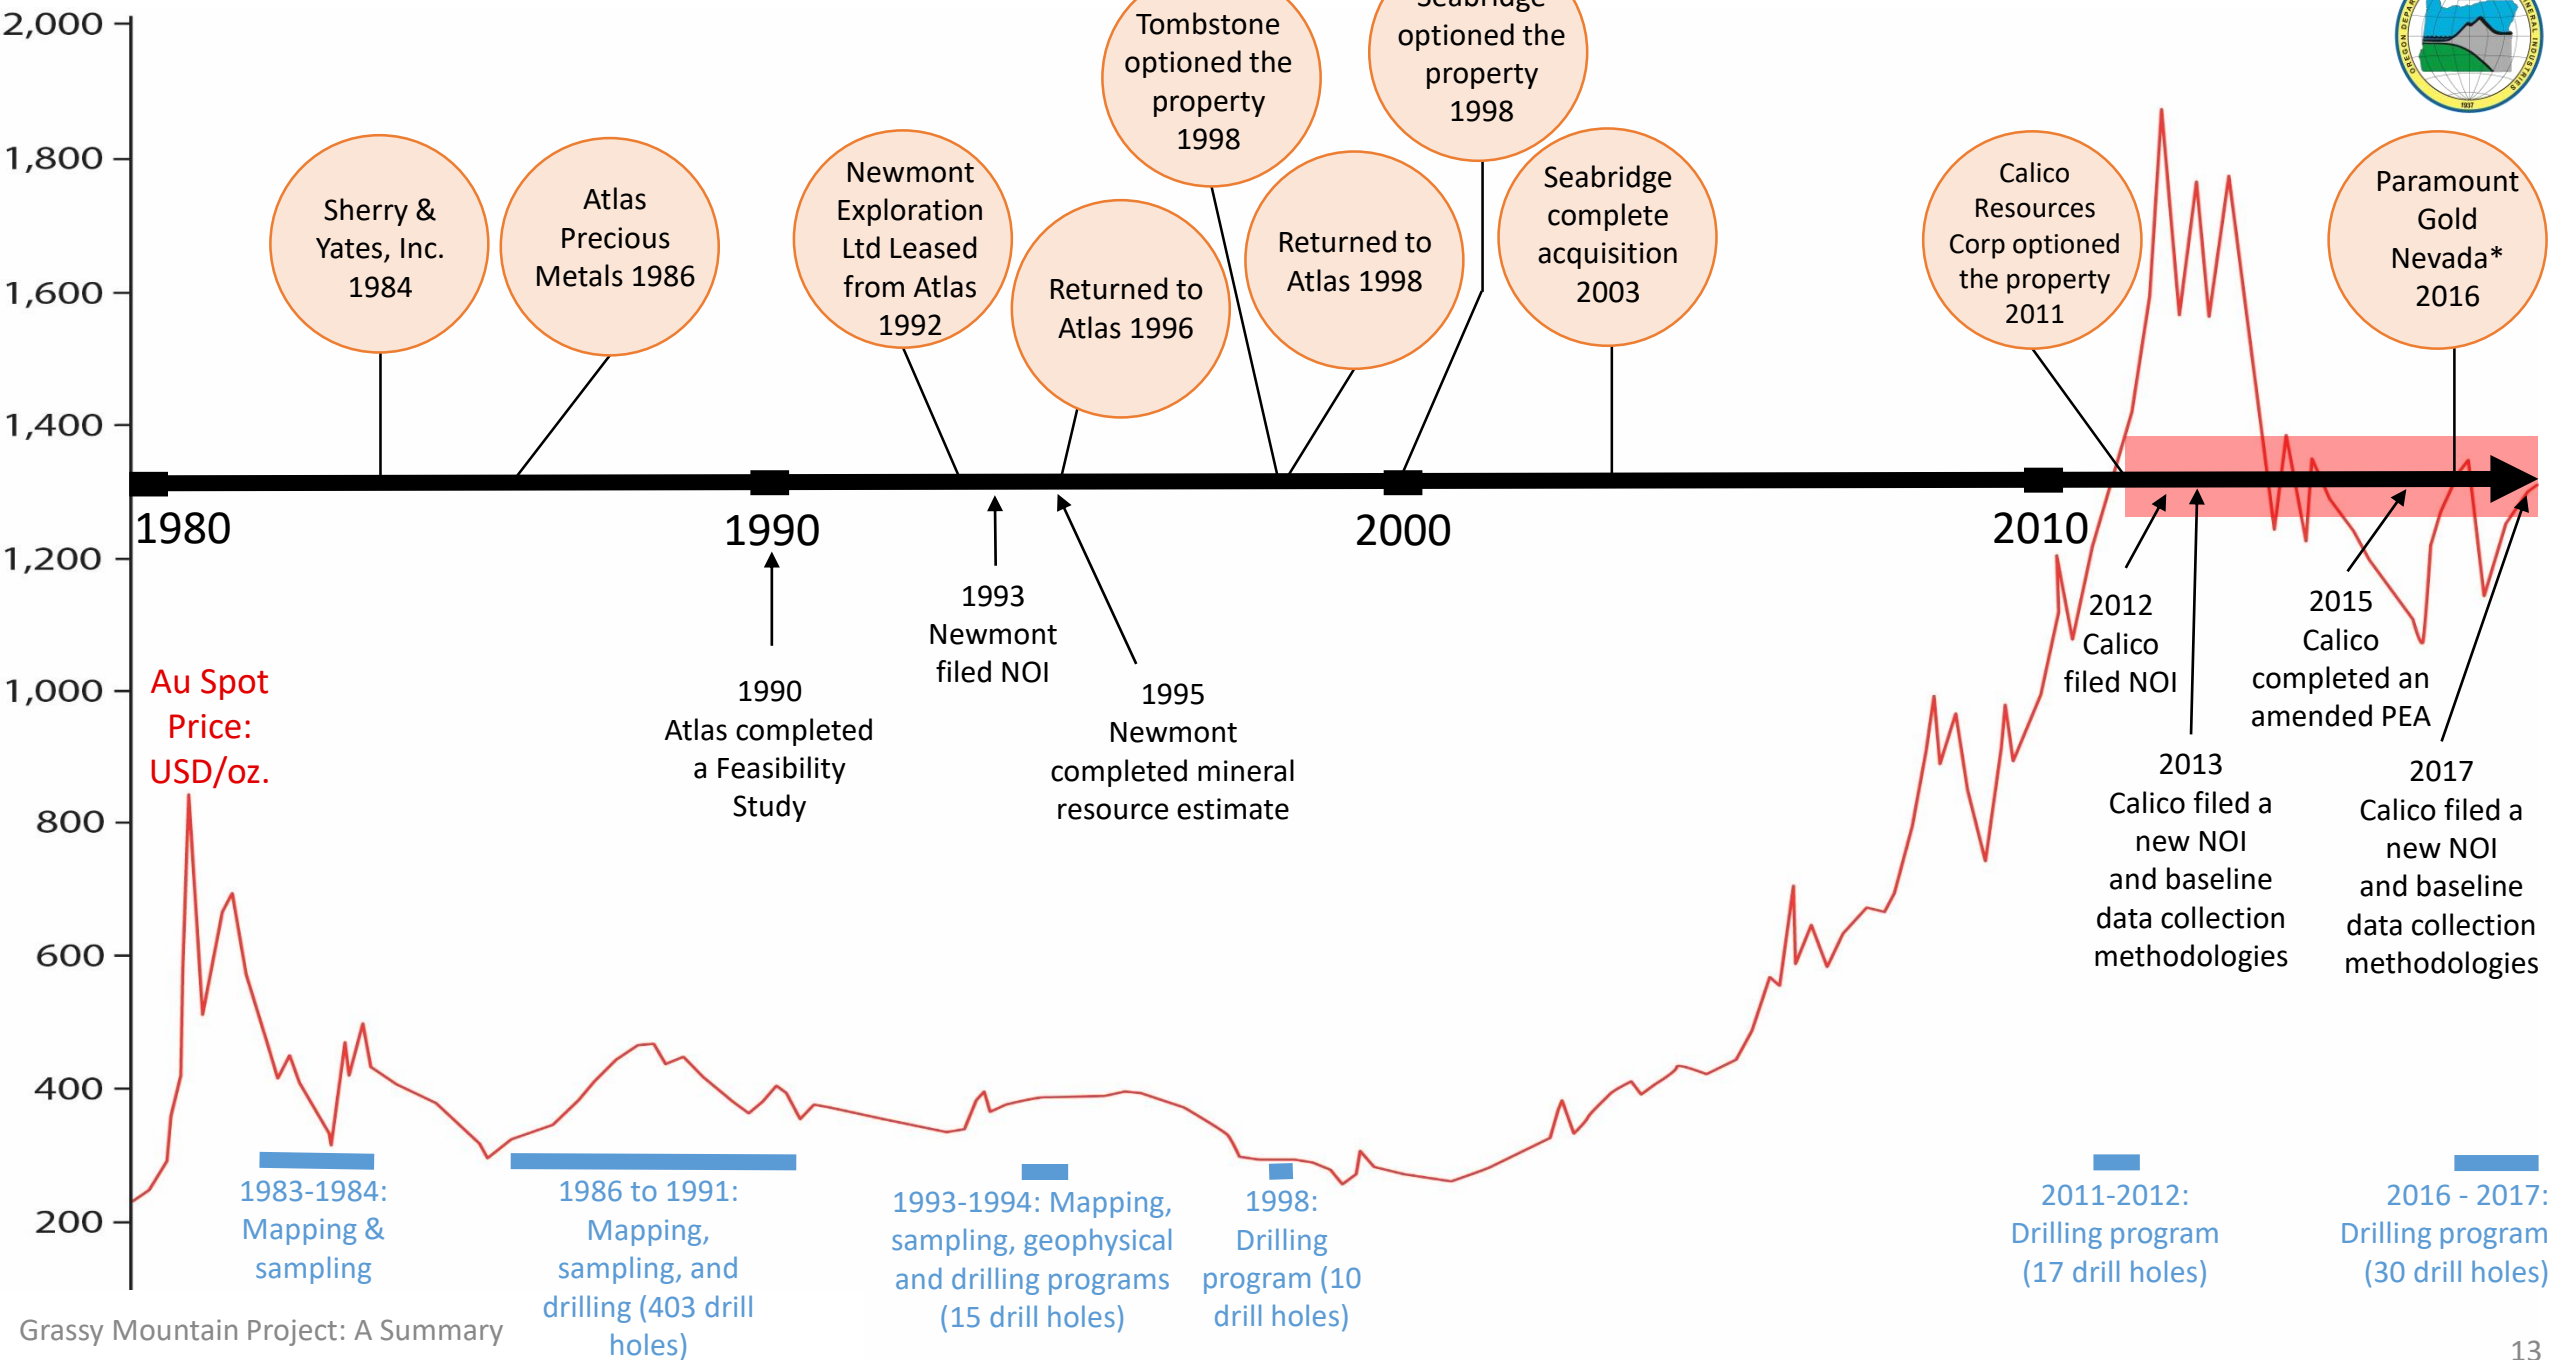 2,000
1,800
1,600
1,400
1,200
1,000
800
600
400
200
Sherry &
Yates, Inc.
1984
Atlas
Precious
Metals 1986
Newmont
Exploration
Ltd Leased
from Atlas
1992
Returned to
Atlas 1996
Tombstone
optioned the
property
1998
Returned to
Atlas 1998
Seabridge
optioned the
property
1998
Seabridge
complete
acquisition
2003
Calico
Resources
Corp optioned
the property
2011
Paramount
Gold
Nevada*
2016
1937
1980
1990
2000
2010
Au Spot
Price:
USD/oz.
1990
Atlas completed
a Feasibility
Study
1993
Newmont
filed NOI
1995
Newmont
completed mineral
resource estimate
2012
Calico
filed NOI
2013
Calico filed a
new NOI
and baseline
data collection
methodologies
2015
Calico
completed an
amended PEA
2017
Calico filed a
new NOI
and baseline
data collection
methodologies
1983-1984:
Mapping &
sampling
1986 to 1991:
Mapping,
sampling, and
drilling (403 drill
holes)
1993-1994: Mapping,
sampling, geophysical
and drilling programs
(15 drill holes)
1998:
Drilling
program (10
drill holes)
2011-2012:
Drilling program
(17 drill holes)
2016 - 2017:
Drilling program
(30 drill holes)
Grassy Mountain Project: A Summary
13